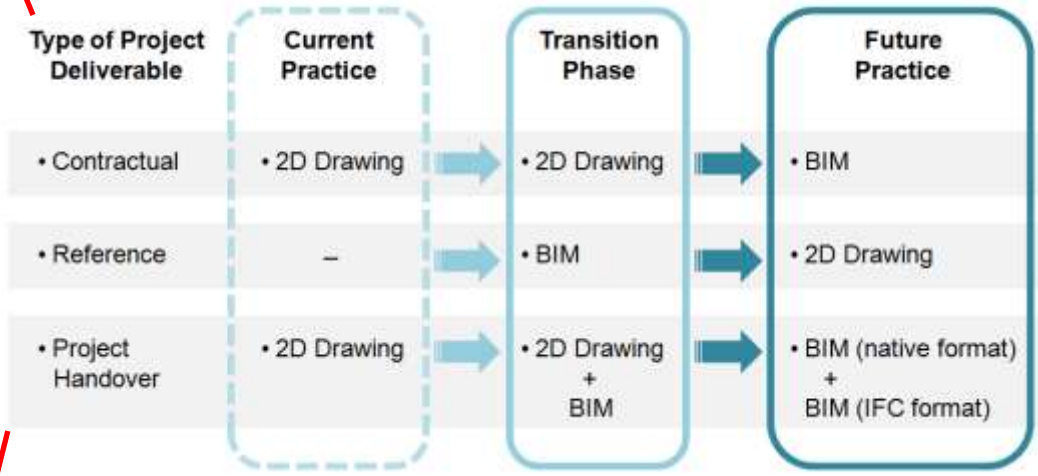 Type of Project Deliverable
Current Practice
Transition Phase
Future Practice
• Contractual
• 2D Drawing
• 2D Drawing
• BIM
• Reference
–
• BIM
• 2D Drawing
• Project Handover
• 2D Drawing
• 2D Drawing
+
BIM
• BIM (native format)
+
BIM (IFC format)